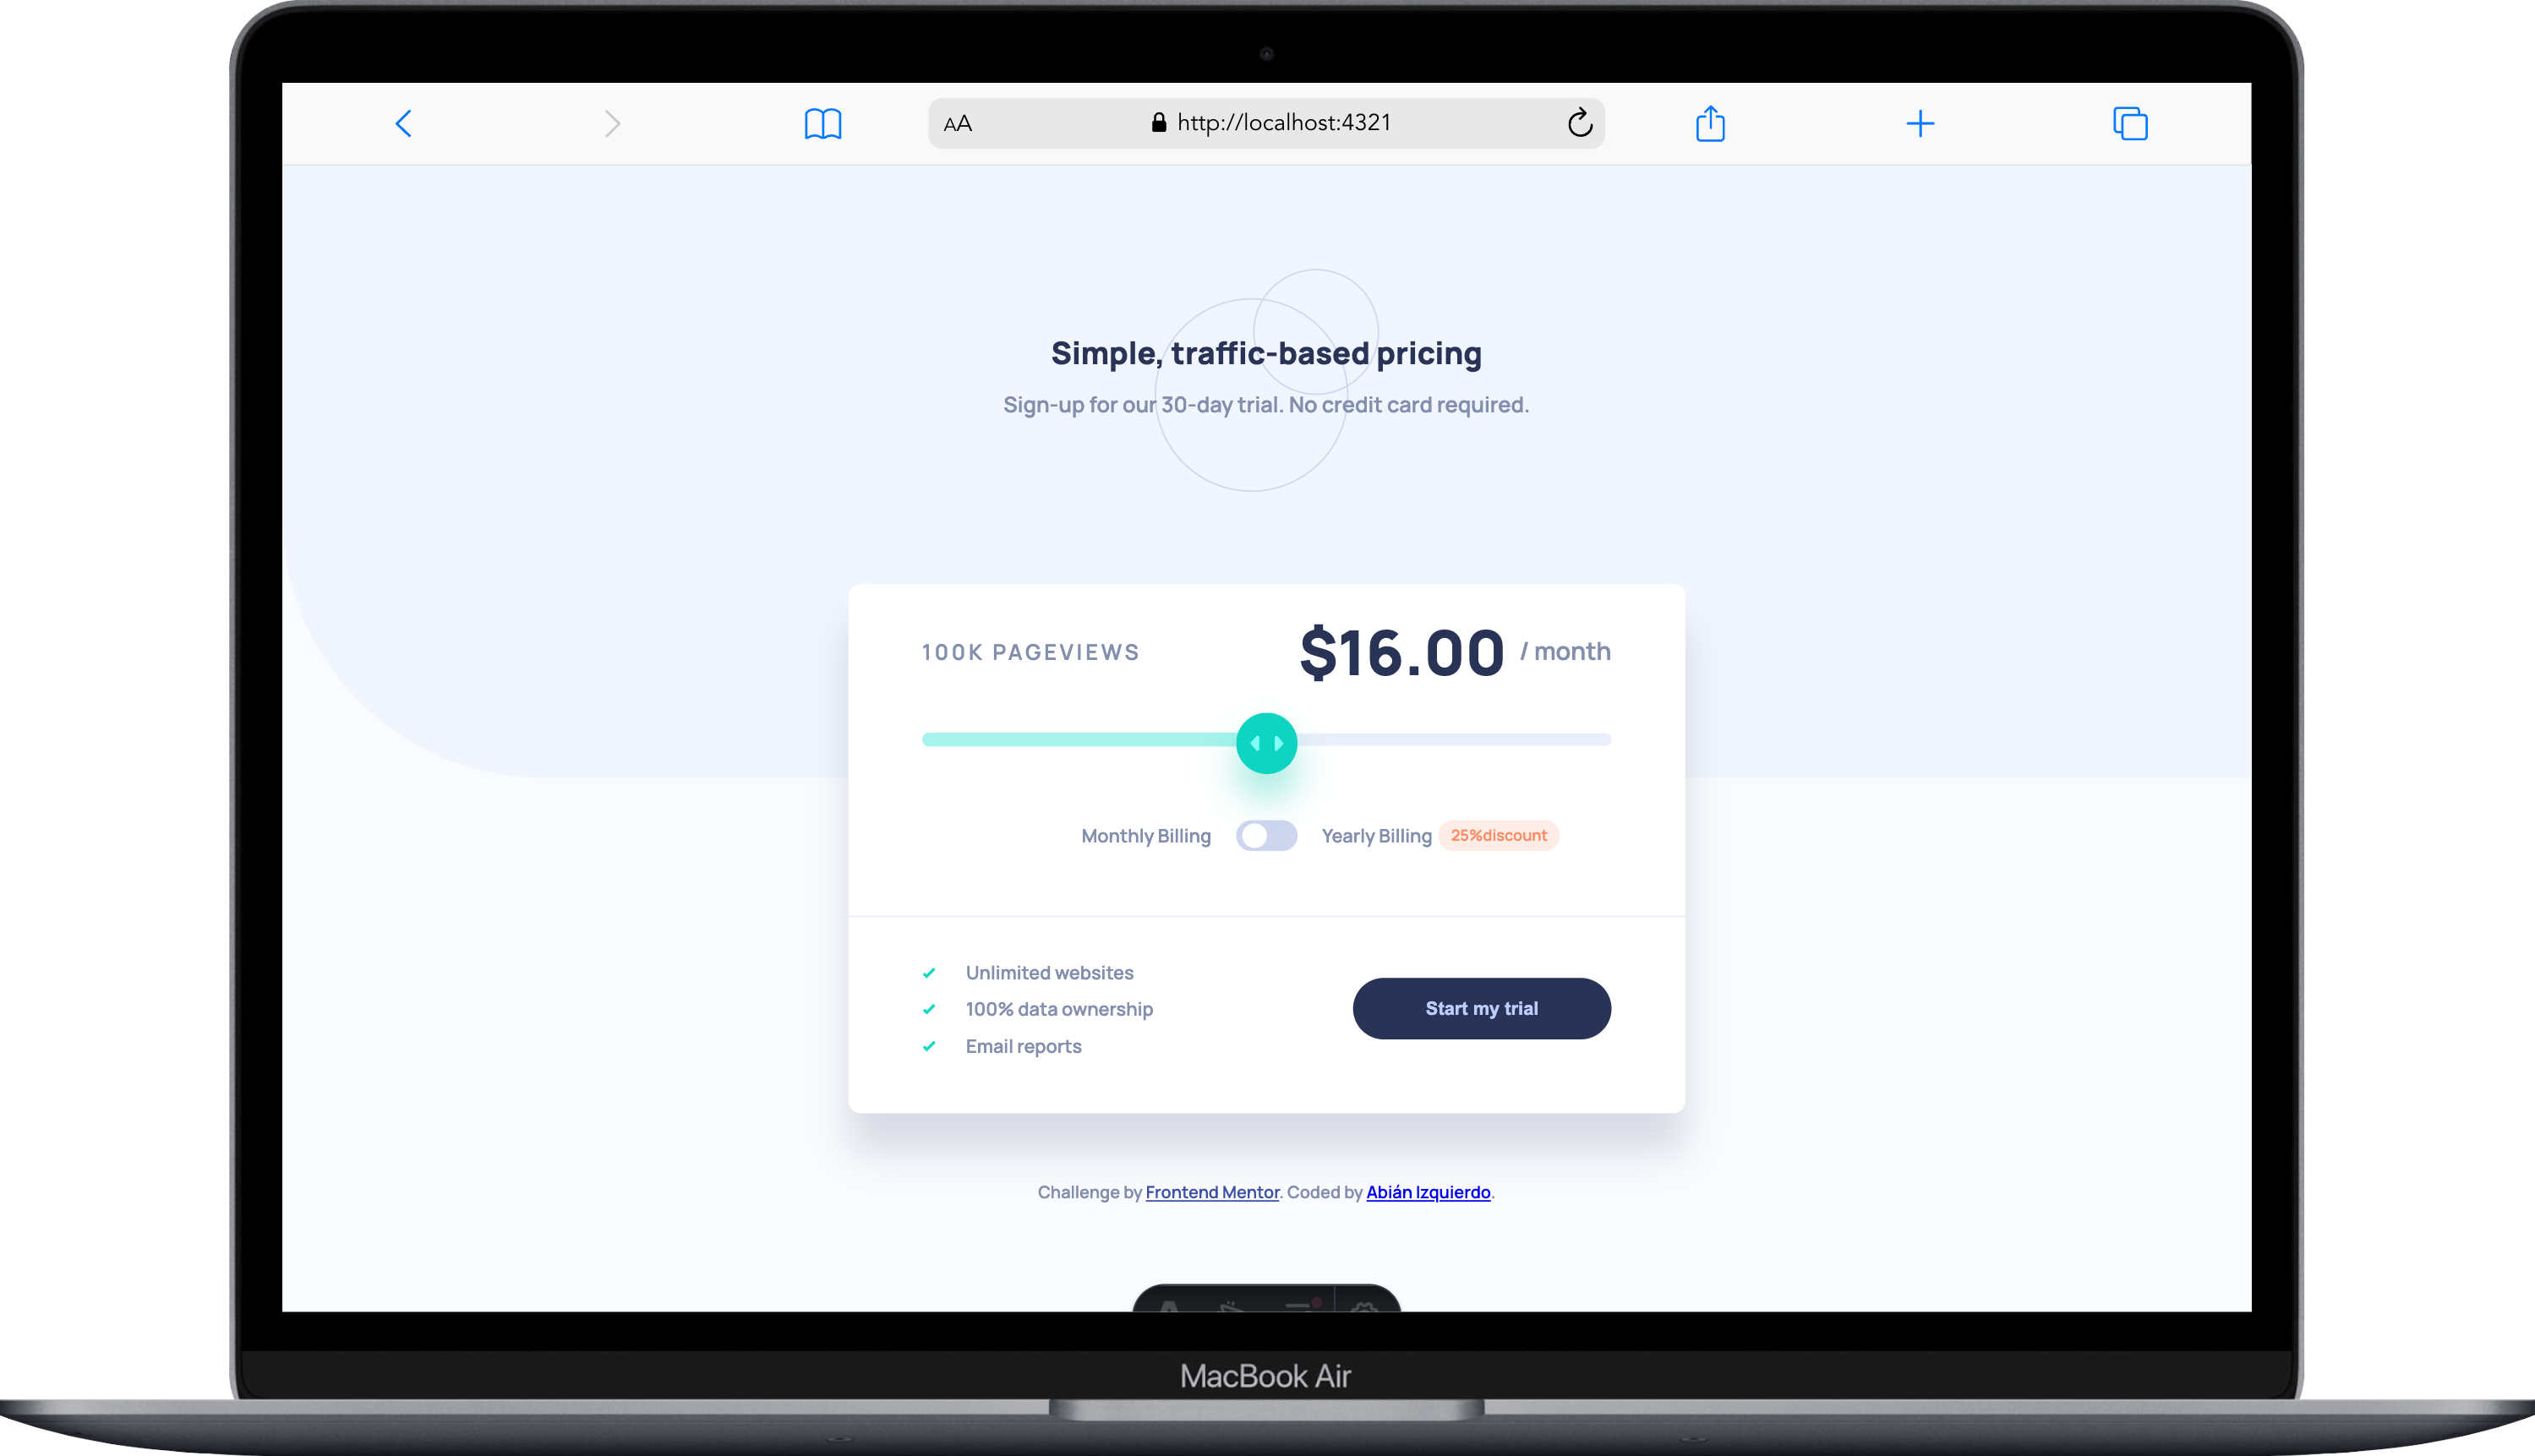 AA http://localhost:4321
Simple, traffic-based pricing
Sign-up for our 30-day trial. No credit card required.
100K PAGEVIEWS $16.00 / month
Monthly Billing Yearly Billing 25%discount
Unlimited websites
100% data ownership
Email reports
Start my trial
Challenge by Frontend Mentor. Coded by Abián Izquierdo.
MacBook Air